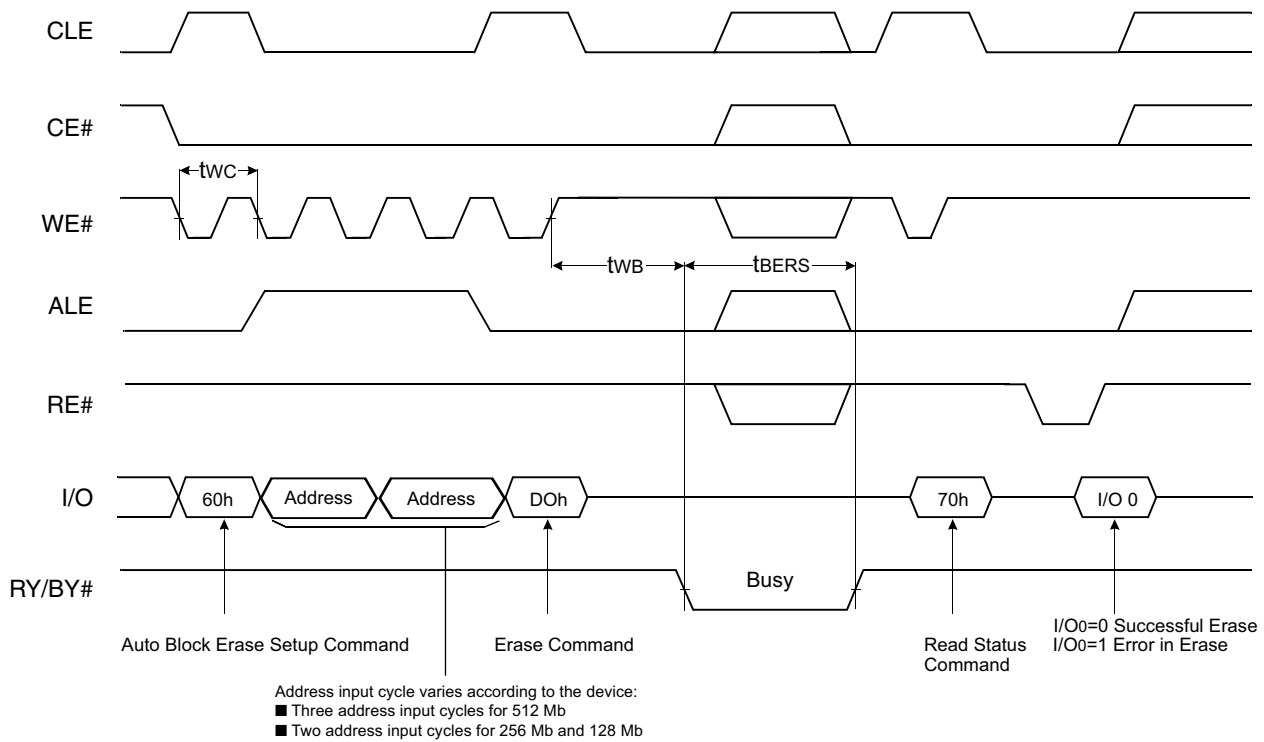 CLE
CE#
tWC
WE#
tWB
tBERS
ALE
RE#
I/O
60h
Address
Address
DOh
70h
I/O 0
RY/BY#
Busy
Auto Block Erase Setup Command
Erase Command
Read Status
Command
I/O0=0 Successful Erase
I/O0=1 Error in Erase
Address input cycle varies according to the device:
■ Three address input cycles for 512 Mb
■ Two address input cycles for 256 Mb and 128 Mb